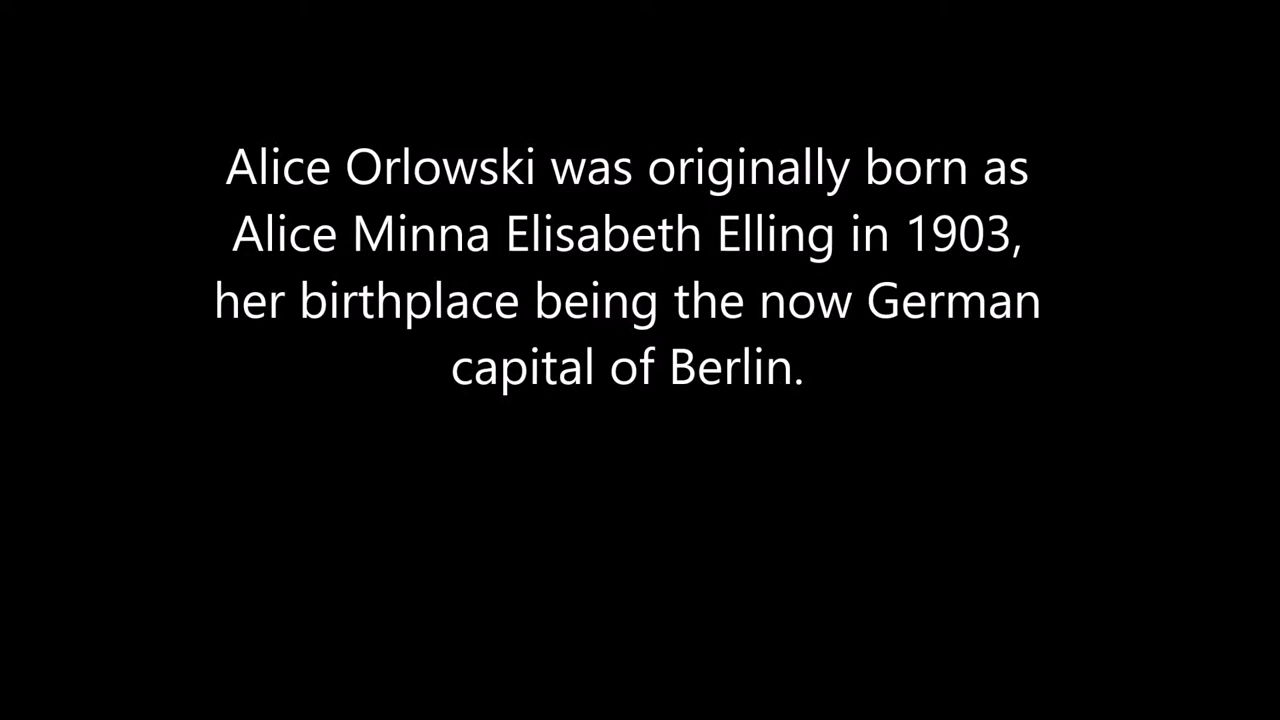 Alice Orlowski was originally born as
Alice Minna Elisabeth Elling in 1903,
her birthplace being the now German
capital of Berlin.